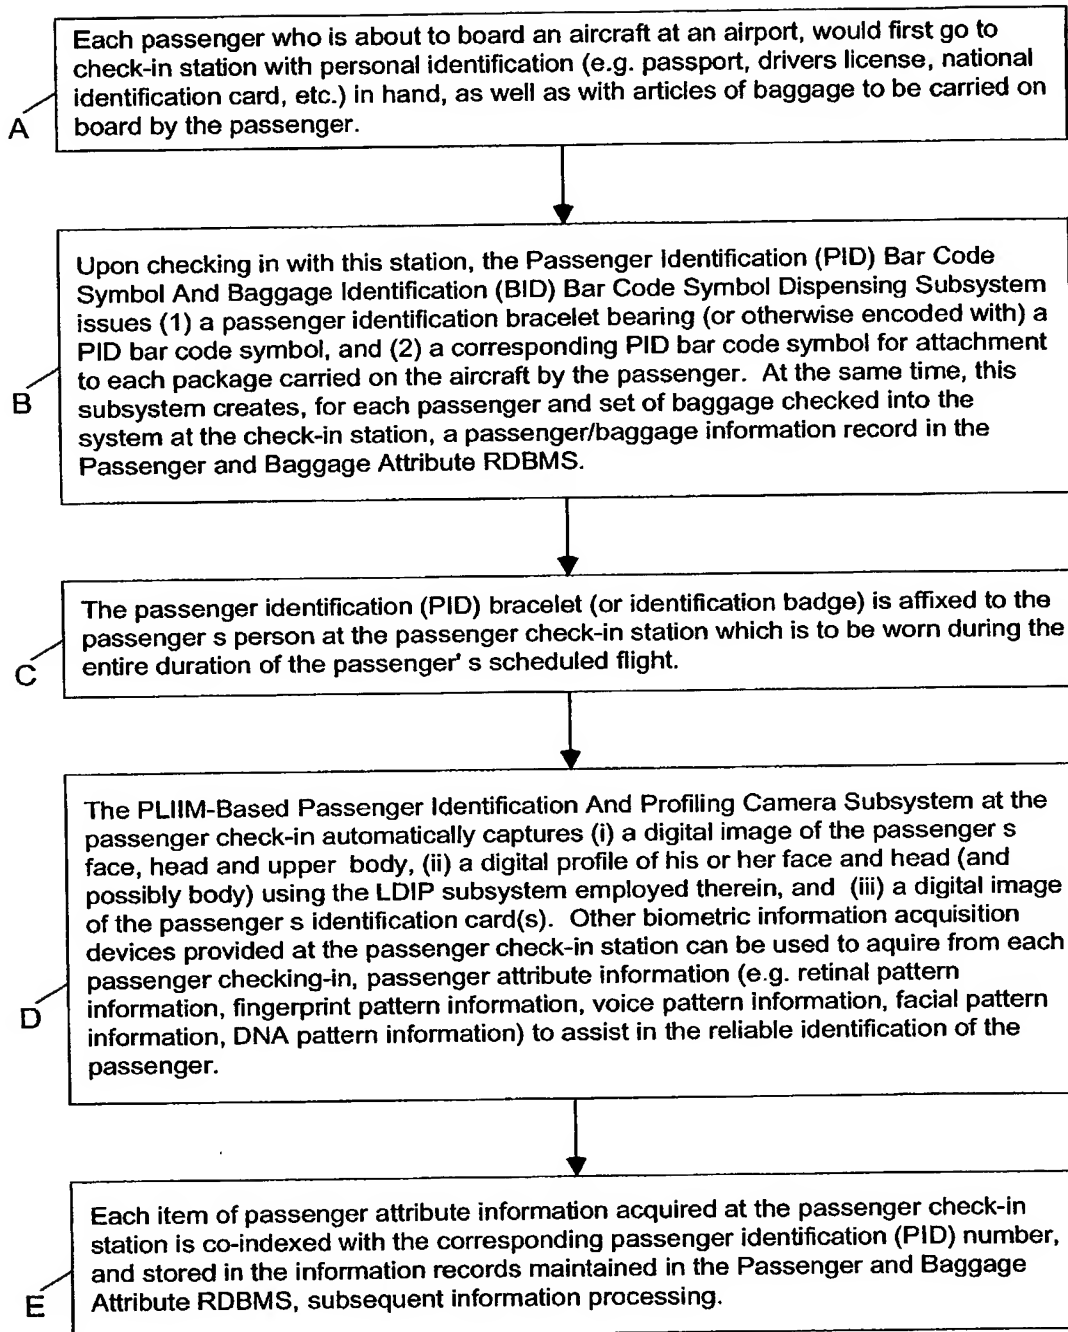 Each passenger who is about to board an aircraft at an airport, would first go to
check-in station with personal identification (e.g. passport, drivers license, national
identification card, etc.) in hand, as well as with articles of baggage to be carried on
board by the passenger.
A
Upon checking in with this station, the Passenger Identification (PID) Bar Code
Symbol And Baggage Identification (BID) Bar Code Symbol Dispensing Subsystem
issues (1) a passenger identification bracelet bearing (or otherwise encoded with) a
PID bar code symbol, and (2) a corresponding PID bar code symbol for attachment
to each package carried on the aircraft by the passenger. At the same time, this
subsystem creates, for each passenger and set of baggage checked into the
system at the check-in station, a passenger/baggage information record in the
Passenger and Baggage Attribute RDBMS.
B
The passenger identification (PID) bracelet (or identification badge) is affixed to the
passenger s person at the passenger check-in station which is to be worn during the
entire duration of the passenger' s scheduled flight.
C
The PLIIM-Based Passenger Identification And Profiling Camera Subsystem at the
passenger check-in automatically captures (i) a digital image of the passenger s
face, head and upper body, (ii) a digital profile of his or her face and head (and
possibly body) using the LDIP subsystem employed therein, and (iii) a digital image
of the passenger s identification card(s). Other biometric information acquisition
devices provided at the passenger check-in station can be used to aquire from each
passenger checking-in, passenger attribute information (e.g. retinal pattern
information, fingerprint pattern information, voice pattern information, facial pattern
information, DNA pattern information) to assist in the reliable identification of the
passenger.
D
Each item of passenger attribute information acquired at the passenger check-in
station is co-indexed with the corresponding passenger identification (PID) number,
and stored in the information records maintained in the Passenger and Baggage
Attribute RDBMS, subsequent information processing.
E